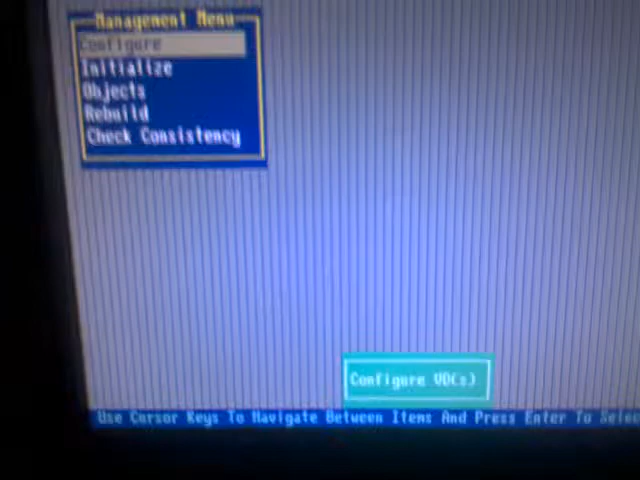 Management Menu
Configure
Initialize
Objects
Rebuild
Check Consistency
Configure VD(s)
Use Cursor Keys To Navigate Between Items And Press Enter To Selec